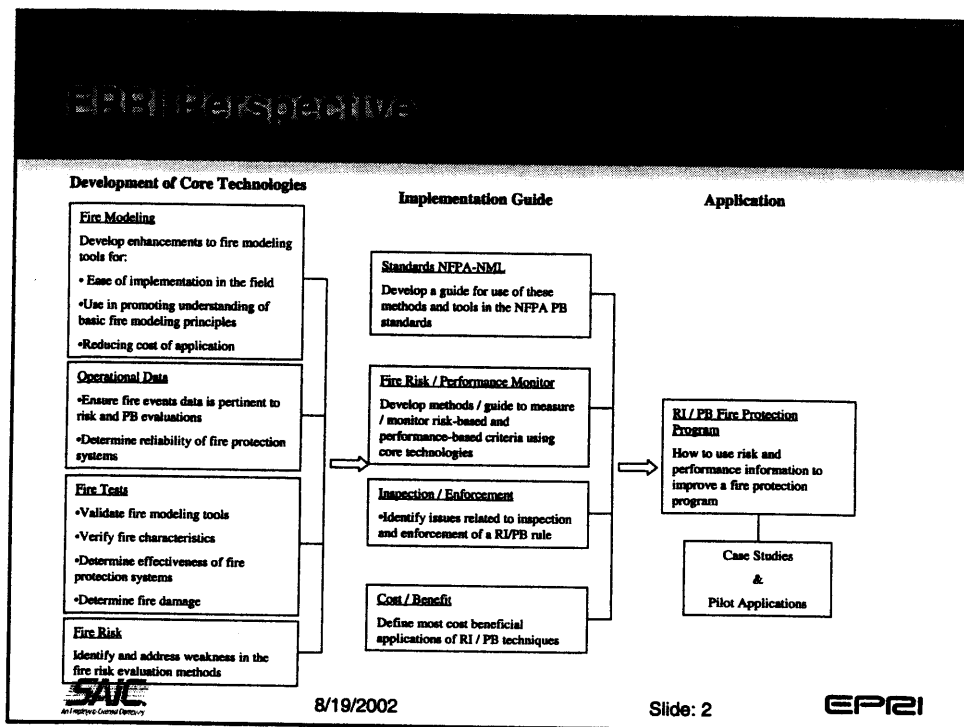 EPRI Perspective
Development of Core Technologies
Fire Modeling
Develop enhancements to fire modeling
tools for:
• Ease of implementation in the field
•Use in promoting understanding of
basic fire modeling principles
•Reducing cost of application
Operational Data
•Ensure fire events data is pertinent to
risk and PB evaluations
•Determine reliability of fire protection
systems
Fire Tests
•Validate fire modeling tools
•Verify fire characteristics
•Determine effectiveness of fire
protection systems
•Determine fire damage
Fire Risk
Identify and address weakness in the
fire risk evaluation methods
Implementation Guide
Standards NFPA-NML
Develop a guide for use of these
methods and tools in the NFPA PB
standards
Fire Risk / Performance Monitor
Develop methods / guide to measure
/ monitor risk-based and
performance-based criteria using
core technologies
Inspection / Enforcement
•Identify issues related to inspection
and enforcement of a RI/PB rule
Cost / Benefit
Define most cost beneficial
applications of RI / PB techniques
Application
RI / PB Fire Protection
Program
How to use risk and
performance information to
improve a fire protection
program
Case Studies
&
Pilot Applications
SAIC
An Employee-Owned Company
8/19/2002
Slide: 2
EPRI